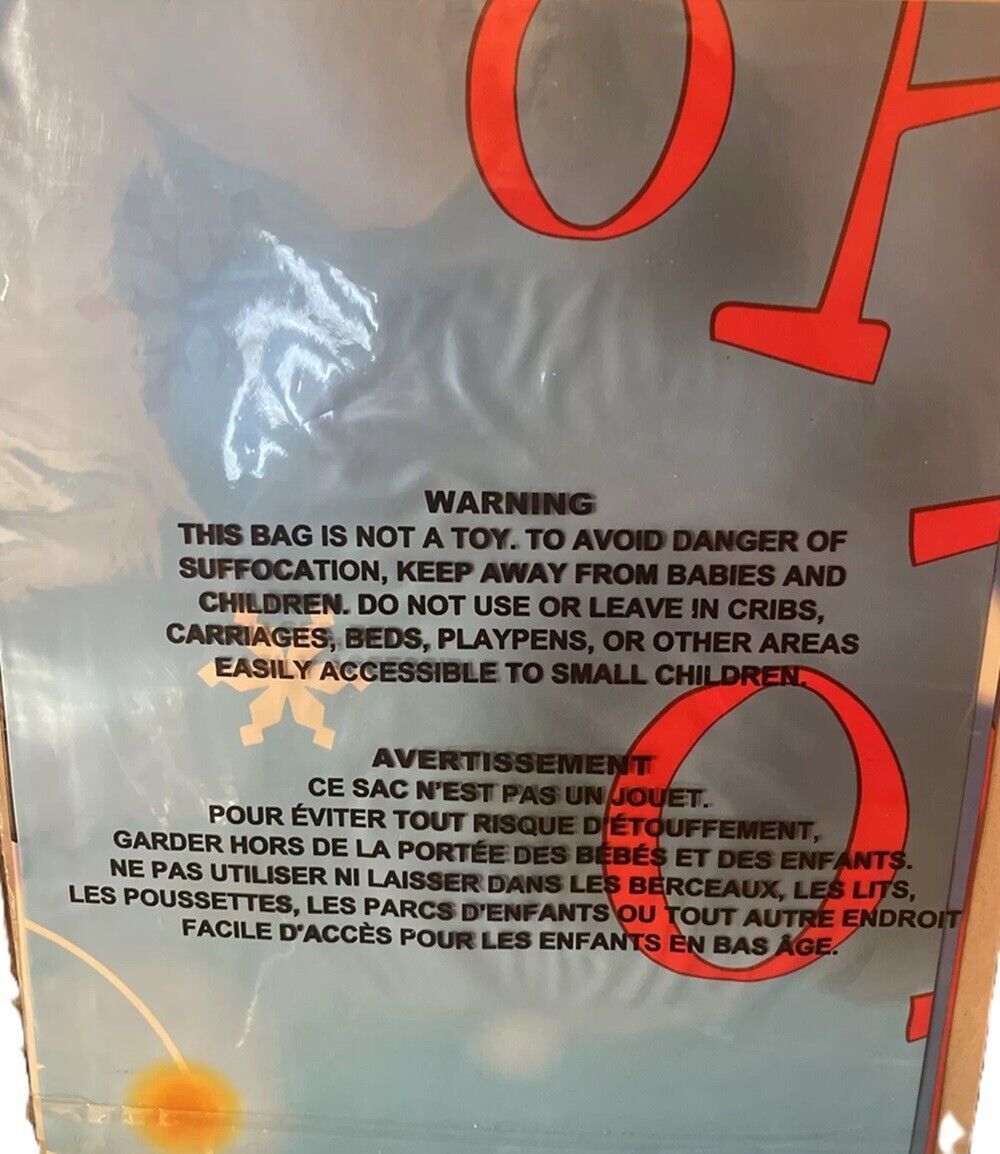 WARNING
THIS BAG IS NOT A TOY. TO AVOID DANGER OF
SUFFOCATION, KEEP AWAY FROM BABIES AND
CHILDREN. DO NOT USE OR LEAVE IN CRIBS,
CARRIAGES, BEDS, PLAYPENS, OR OTHER AREAS
EASILY ACCESSIBLE TO SMALL CHILDREN.
AVERTISSEMENT
CE SAC N'EST PAS UN JOUET.
POUR ÉVITER TOUT RISQUE D'ÉTOUFFEMENT,
GARDER HORS DE LA PORTÉE DES BÉBÉS ET DES ENFANTS.
NE PAS UTILISER NI LAISSER DANS LES BERCEAUX, LES LITS,
LES POUSSETTES, LES PARCS D'ENFANTS OU TOUT AUTRE ENDROIT
FACILE D'ACCÈS POUR LES ENFANTS EN BAS ÂGE.